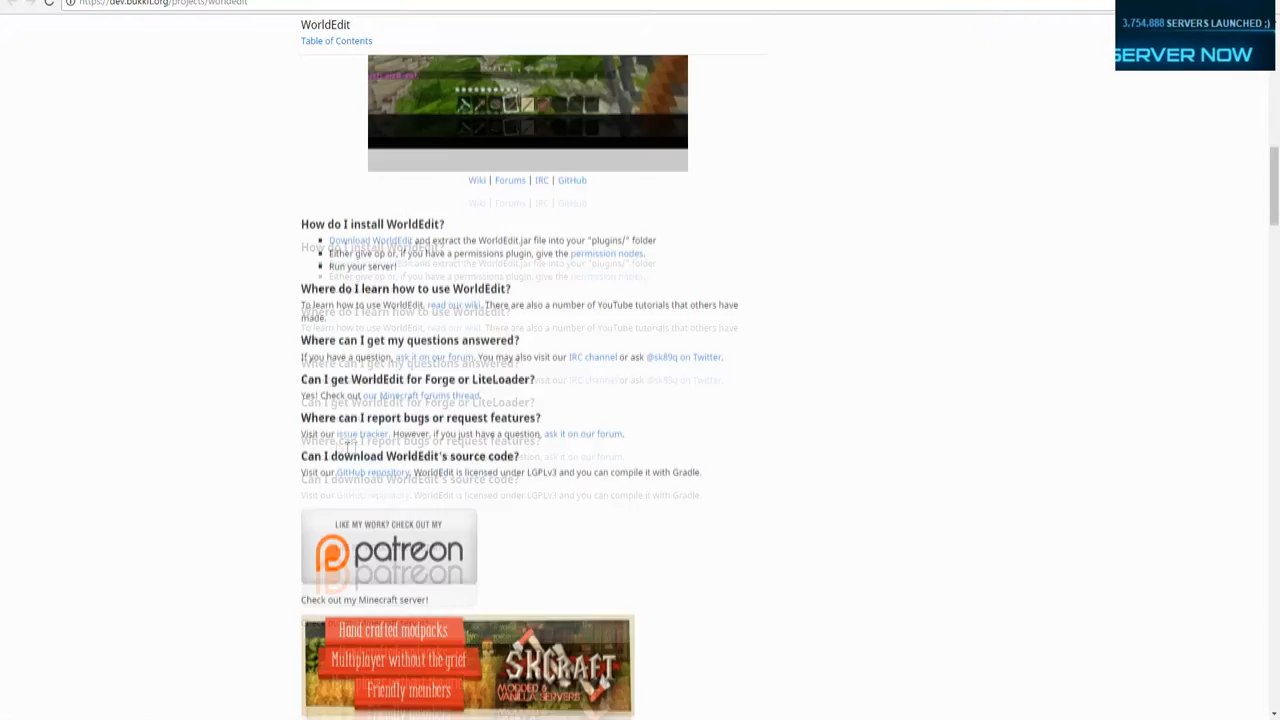 https://dev.bukkit.org/projects/worldedit
3,754,888 SERVERS LAUNCHED ;)
SERVER NOW
WorldEdit
Table of Contents
Wiki | Forums | IRC | GitHub
Wiki | Forums | IRC | GitHub
How do I install WorldEdit?
Download WorldEdit and extract the WorldEdit.jar file into your "plugins/" folder
Either give op or, if you have a permissions plugin, give the permission nodes.
Run your server!
Where do I learn how to use WorldEdit?
To learn how to use WorldEdit, read our wiki. There are also a number of YouTube tutorials that others have
made.
Where can I get my questions answered?
If you have a question, ask it on our forum. You may also visit our IRC channel or ask @sk89q on Twitter.
Can I get WorldEdit for Forge or LiteLoader?
Yes! Check out our Minecraft forums thread.
Where can I report bugs or request features?
Visit our issue tracker. However, if you just have a question, ask it on our forum.
Can I download WorldEdit's source code?
Visit our GitHub repository. WorldEdit is licensed under LGPLv3 and you can compile it with Gradle.
LIKE MY WORK? CHECK OUT MY
patreon
Check out my Minecraft server!
Hand crafted modpacks
Multiplayer without the grief
Friendly members
SKCRAFT
MODDED &
VANILLA SERVERS